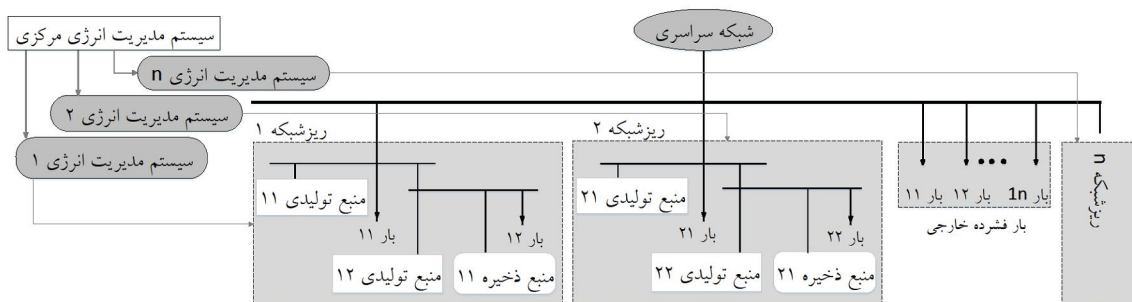 سیستم مدیریت انرژی مرکزی
شبکه سراسری
سیستم مدیریت انرژی n
سیستم مدیریت انرژی ۲
سیستم مدیریت انرژی ۱
ریزشبکه ۱
منبع تولیدی ۱۱
بار ۱۱
بار ۱۲
منبع تولیدی ۱۲
منبع ذخیره ۱۱
ریزشبکه ۲
منبع تولیدی ۲۱
بار ۲۱
بار ۲۲
منبع تولیدی ۲۲
منبع ذخیره ۲۱
بار ۱۱
بار ۱۲
بار 1n
بار فشرده خارجی
ریزشبکه n